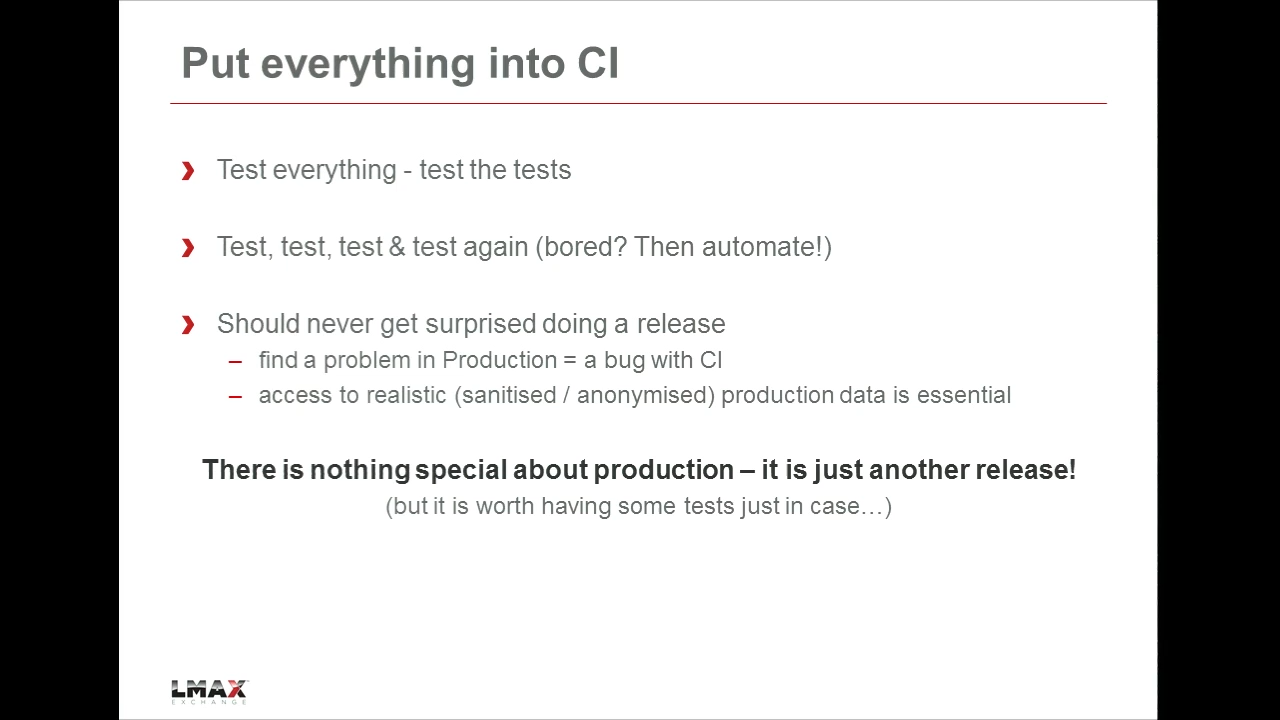 Put everything into CI
Test everything - test the tests
Test, test, test & test again (bored? Then automate!)
Should never get surprised doing a release
– find a problem in Production = a bug with CI
– access to realistic (sanitised / anonymised) production data is essential
There is nothing special about production – it is just another release!
(but it is worth having some tests just in case…)
LMAX
EXCHANGE